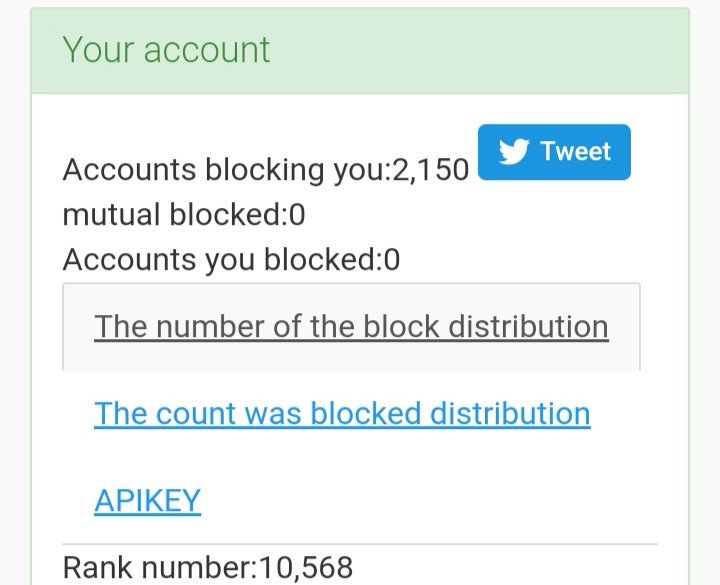 Your account
Tweet
Accounts blocking you:2,150
mutual blocked:0
Accounts you blocked:0
The number of the block distribution
The count was blocked distribution
APIKEY
Rank number:10,568